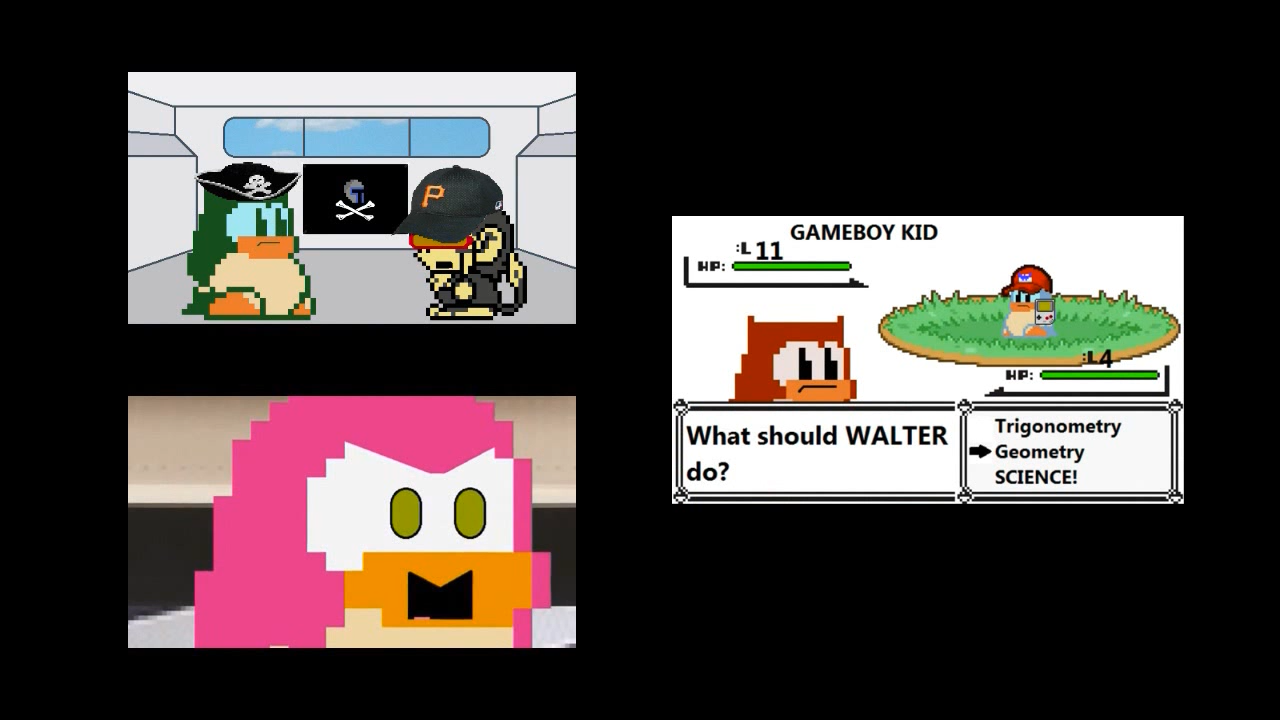 P
GAMEBOY KID
:L 11
HP:
:L4
HP:
What should WALTER
do?
Trigonometry
Geometry
SCIENCE!